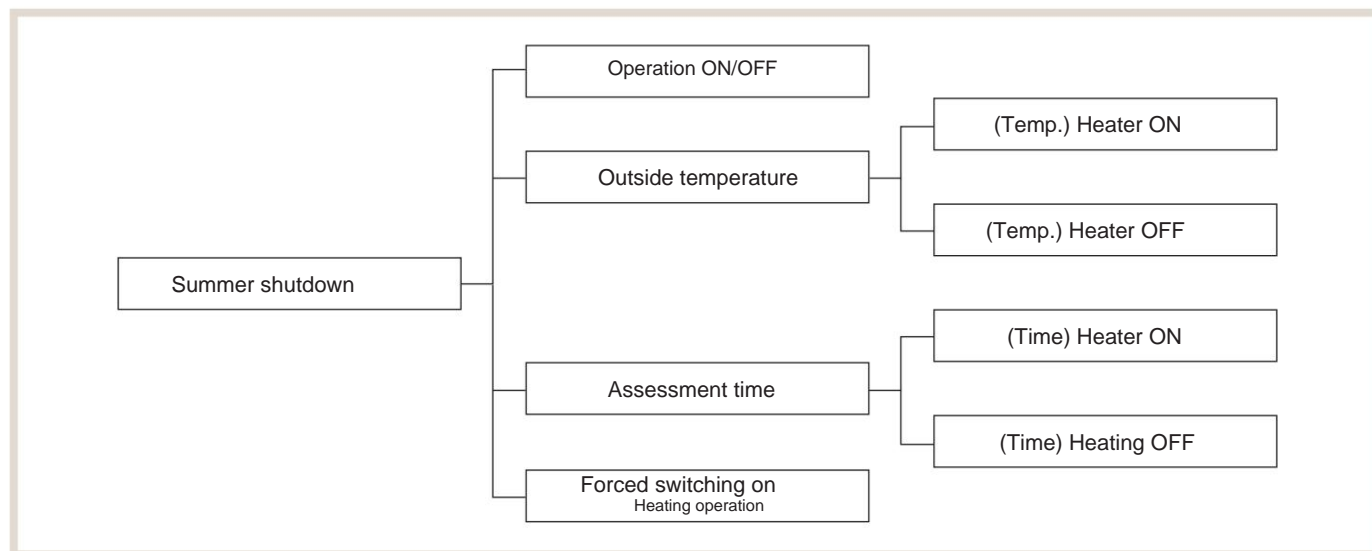 Operation ON/OFF
(Temp.) Heater ON
Outside temperature
(Temp.) Heater OFF
Summer shutdown
(Time) Heater ON
Assessment time
(Time) Heating OFF
Forced switching on
Heating operation